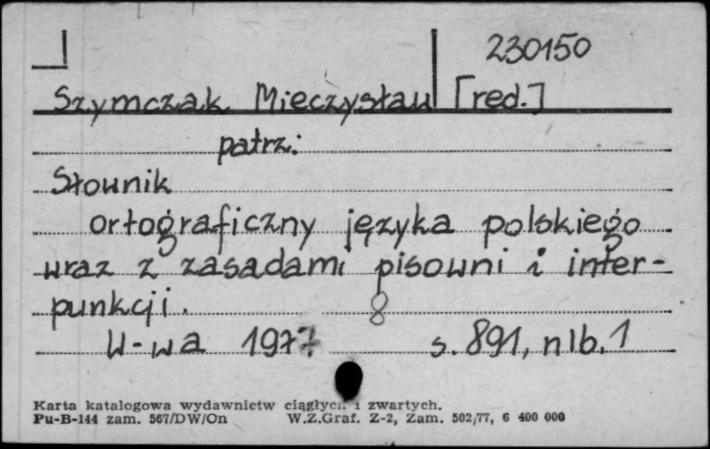 230150
Szymczak Mieczysław [red.]
patrz:
Słownik
ortograficzny języka polskiego
wraz z zasadami pisowni i inter-
punkcji.
8
W-wa 1977 s. 891, nlb. 1
Karta katalogowa wydawnictw ciągłych i zwartych.
Pu-B-144 zam. 567/DW/On W.Z.Graf. Z-2, Zam. 502/77, 6 400 000